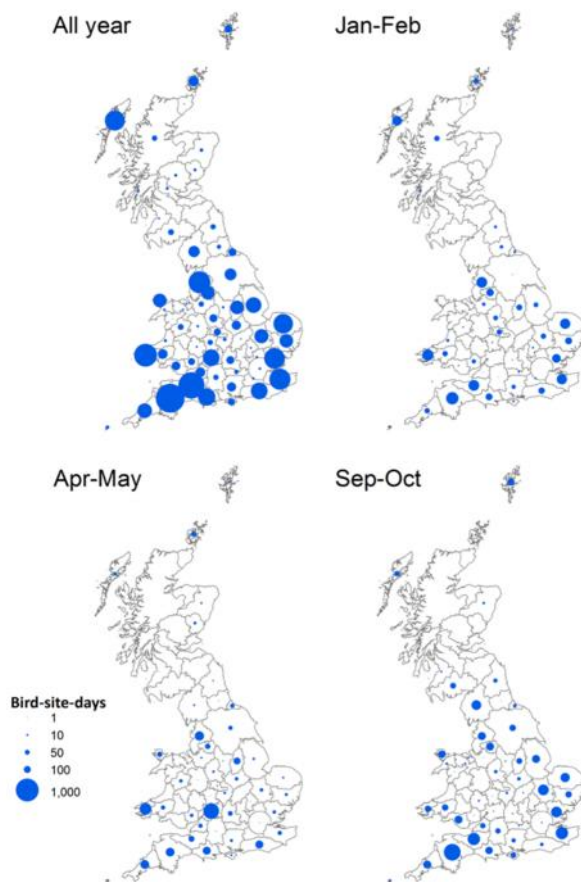 All year
Jan-Feb
Apr-May
Sep-Oct
Bird-site-days
1
10
50
100
1,000